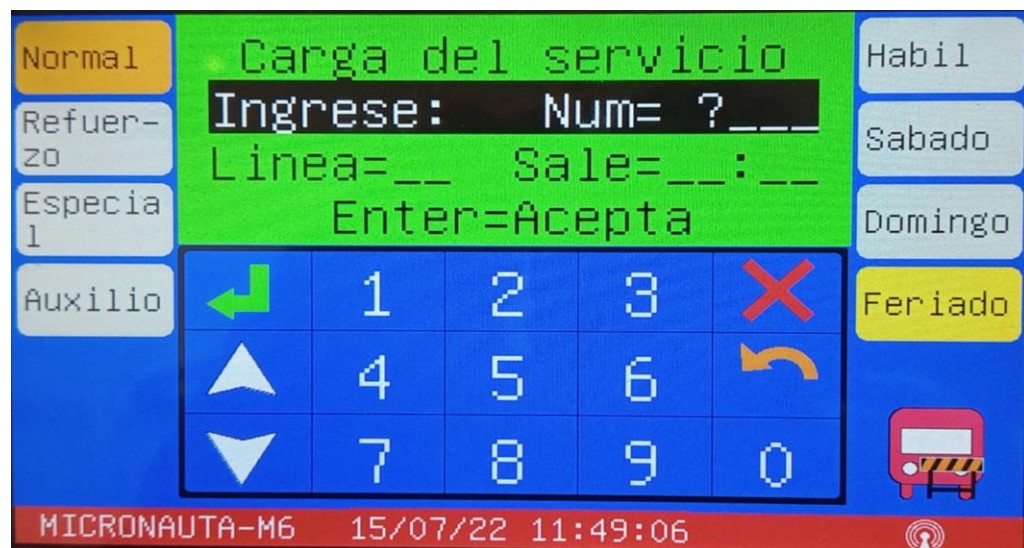 Normal
Refuer-
zo
Especia
l
Auxilio
Carga del servicio
Ingrese: Num= ?___
Linea=__ Sale=__:__
Enter=Acepta
1 2 3
4 5 6
7 8 9 0
Habil
Sabado
Domingo
Feriado
MICRONAUTA-M6 15/07/22 11:49:06